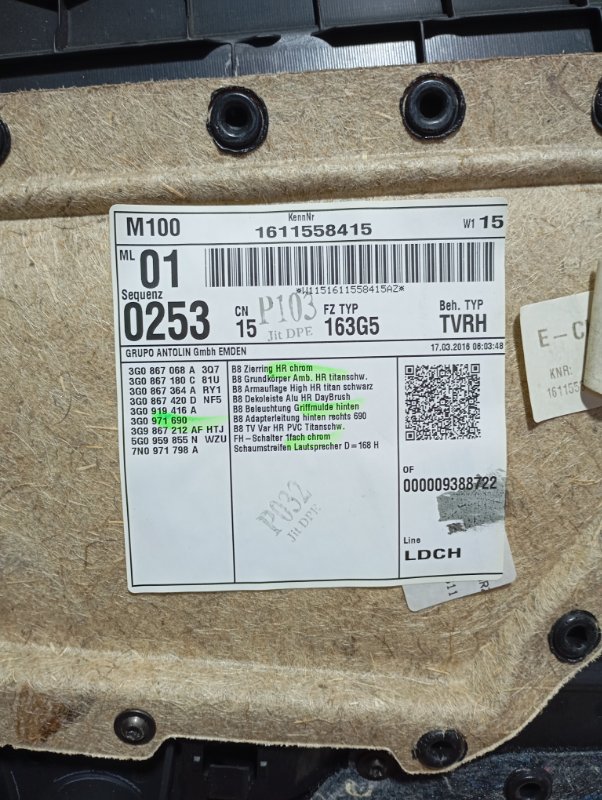 M100
KennNr
1611558415
W1 15
ML
01
*W1151611558415AZ*
Sequenz
0253
CN
15
P103
Jit DPE
FZ TYP
163G5
Beh. TYP
TVRH
GRUPO ANTOLIN Gmbh EMDEN
17.03.2016 06:03:48
3G0 867 068 A 3Q7
3G0 867 180 C 81U
3G0 867 364 A RY1
3G0 867 420 D NF5
3G0 919 416 A
3G0 971 690
3G9 867 212 AF HTJ
5G0 959 855 N WZU
7N0 971 798 A
B8 Zierring HR chrom
B8 Grundkörper Amb. HR titanschw.
B8 Armauflage High HR titan schwarz
B8 Dekoleiste Alu HR DayBrush
B8 Beleuchtung Griffmulde hinten
B8 Adapterleitung hinten rechts 690
B8 TV Var HR PVC Titanschw.
FH-Schalter 1fach chrom
Schaumstreifen Lautsprecher D=168 H
P032
Jit DPE
OF
000009388722
Line
LDCH
E-C
KNR: